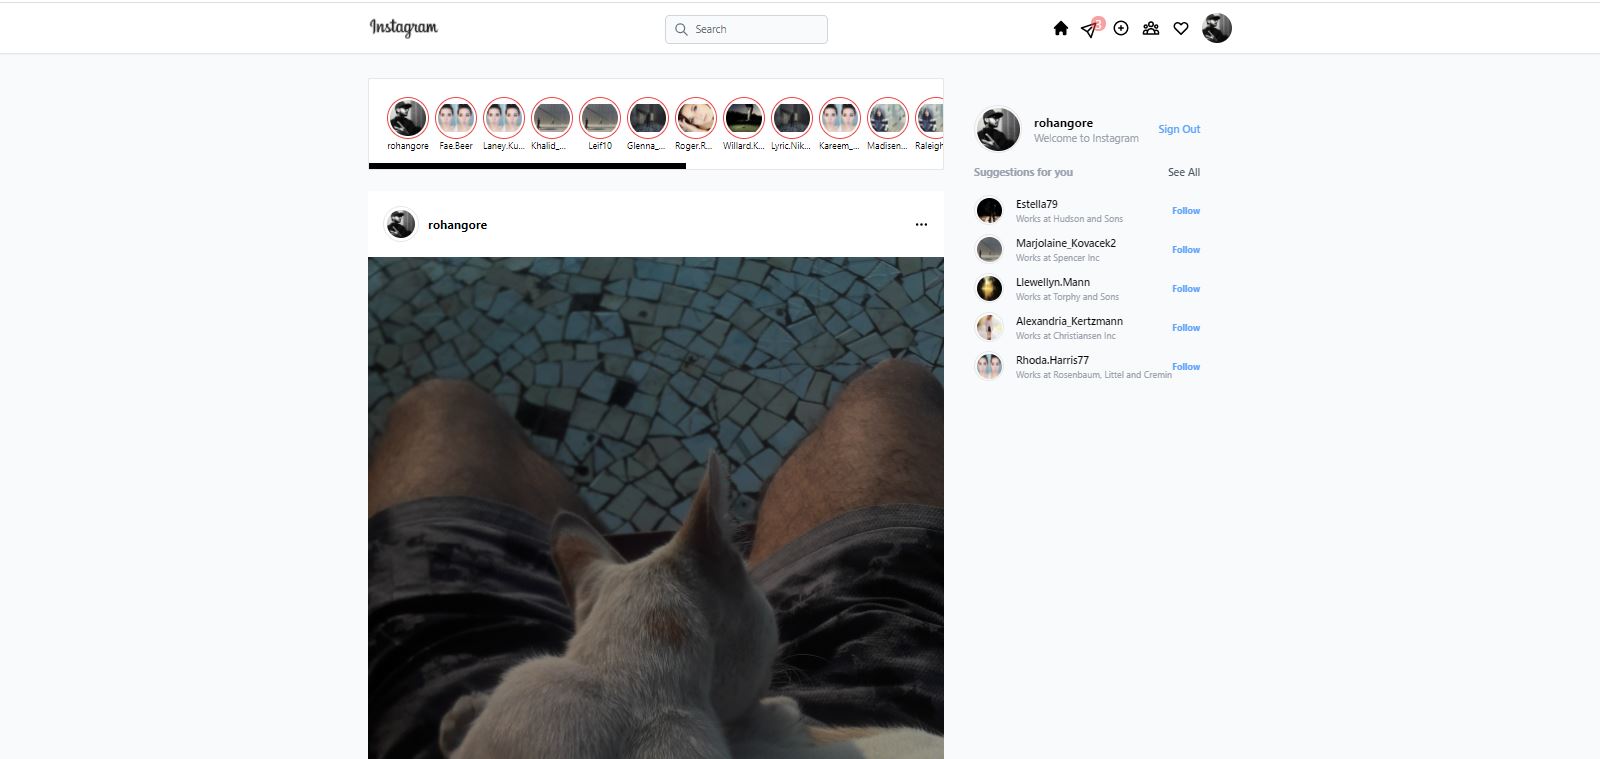 Instagram
Search
3
rohangore
Fae.Beer
Laney.Ku...
Khalid_...
Leif10
Glenna_...
Roger.R...
Willard.K...
Lyric.Nik...
Kareem_...
Madisen...
Raleigh
rohangore
rohangore
Welcome to Instagram
Sign Out
Suggestions for you
See All
Estella79
Works at Hudson and Sons
Follow
Marjolaine_Kovacek2
Works at Spencer Inc
Follow
Llewellyn.Mann
Works at Torphy and Sons
Follow
Alexandria_Kertzmann
Works at Christiansen Inc
Follow
Rhoda.Harris77
Works at Rosenbaum, Littel and Cremin
Follow